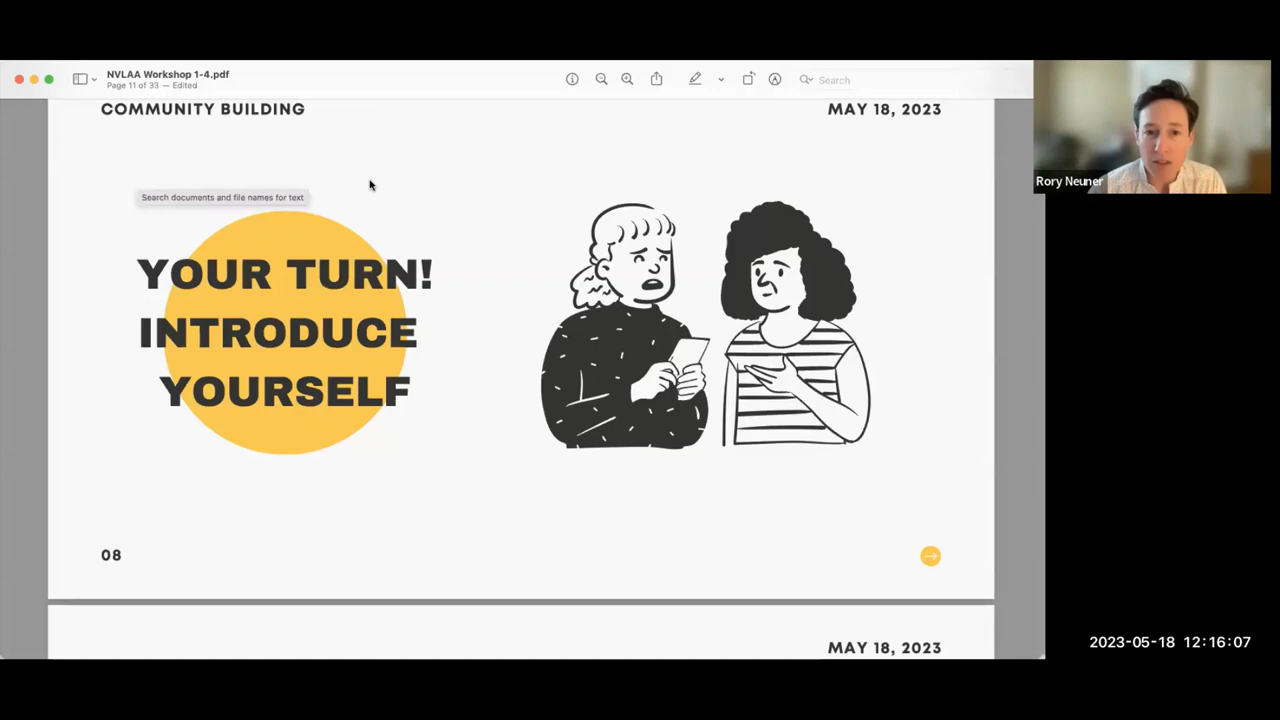 NVLAA Workshop 1-4.pdf
Page 11 of 33 — Edited
Search
COMMUNITY BUILDING
MAY 18, 2023
Search documents and file names for text
YOUR TURN!
INTRODUCE
YOURSELF
08
MAY 18, 2023
Rory Neuner
2023-05-18 12:16:07